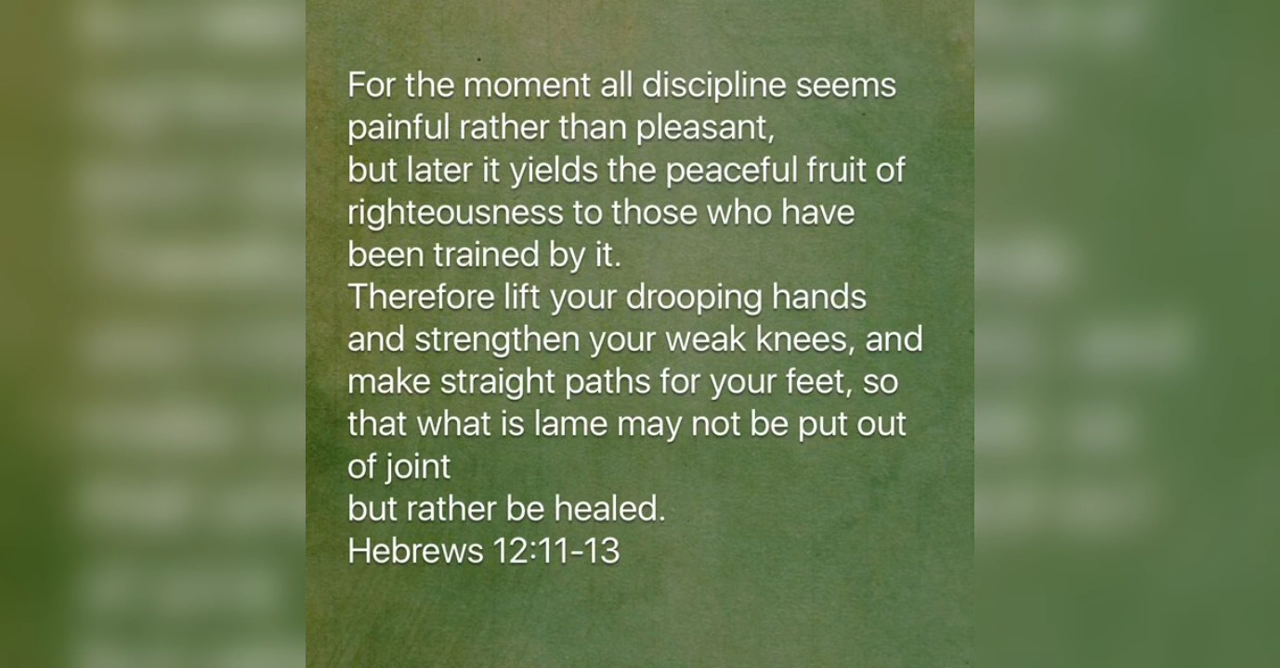 For the moment all discipline seems
painful rather than pleasant,
but later it yields the peaceful fruit of
righteousness to those who have
been trained by it.
Therefore lift your drooping hands
and strengthen your weak knees, and
make straight paths for your feet, so
that what is lame may not be put out
of joint
but rather be healed.
Hebrews 12:11-13